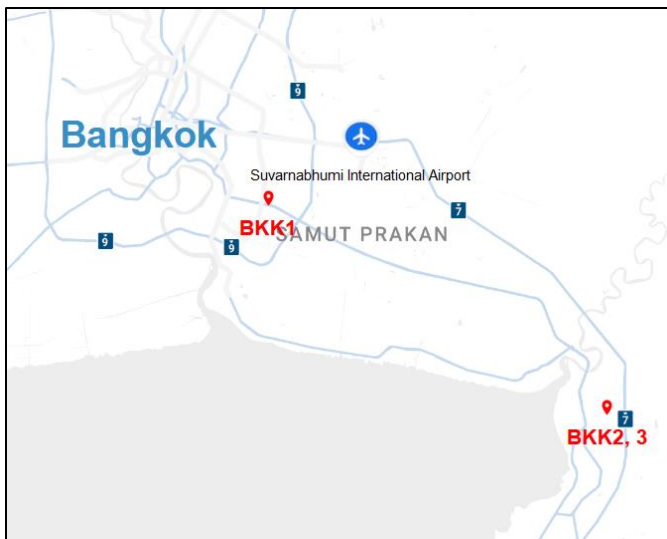 9
Bangkok
Suvarnabhumi International Airport
BKK1
7
SAMUT PRAKAN
9
9
7
BKK2, 3